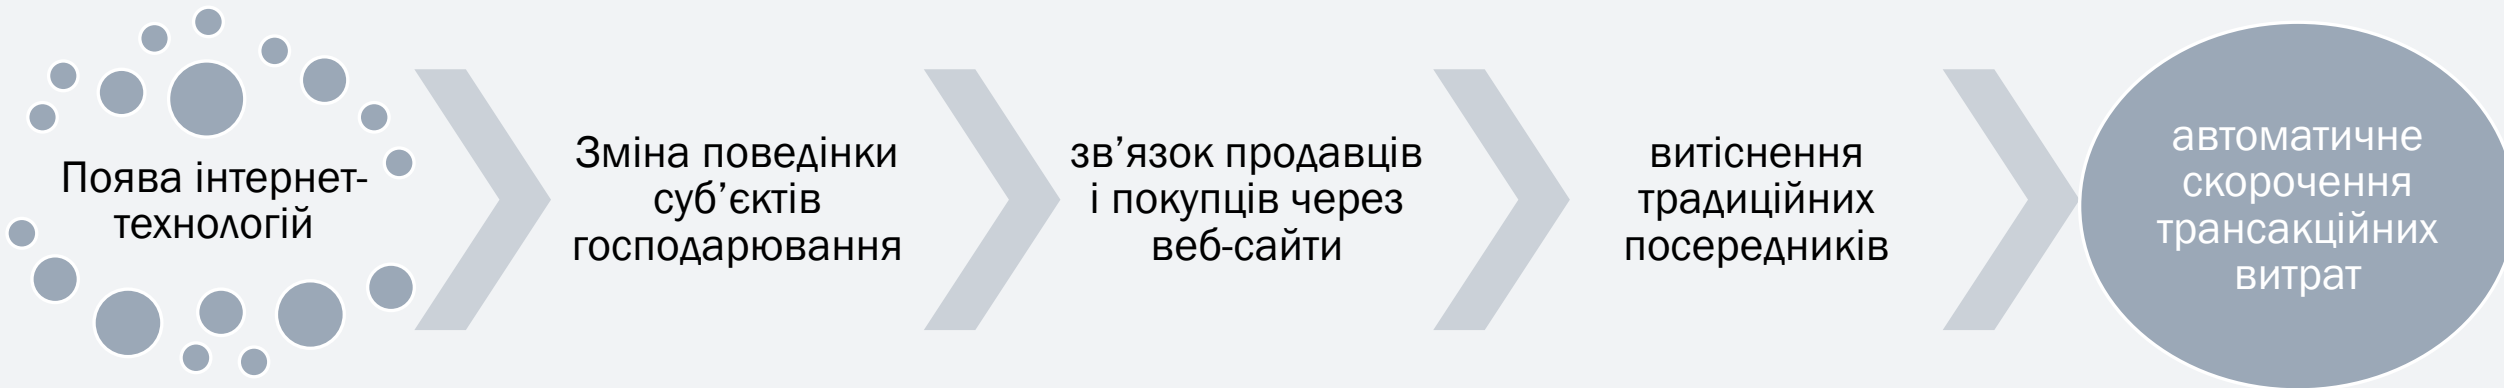 Поява інтернет-
технологій
Зміна поведінки
суб’єктів
господарювання
зв’язок продавців
і покупців через
веб-сайти
витіснення
традиційних
посередників
автоматичне
скорочення
трансакційних
витрат